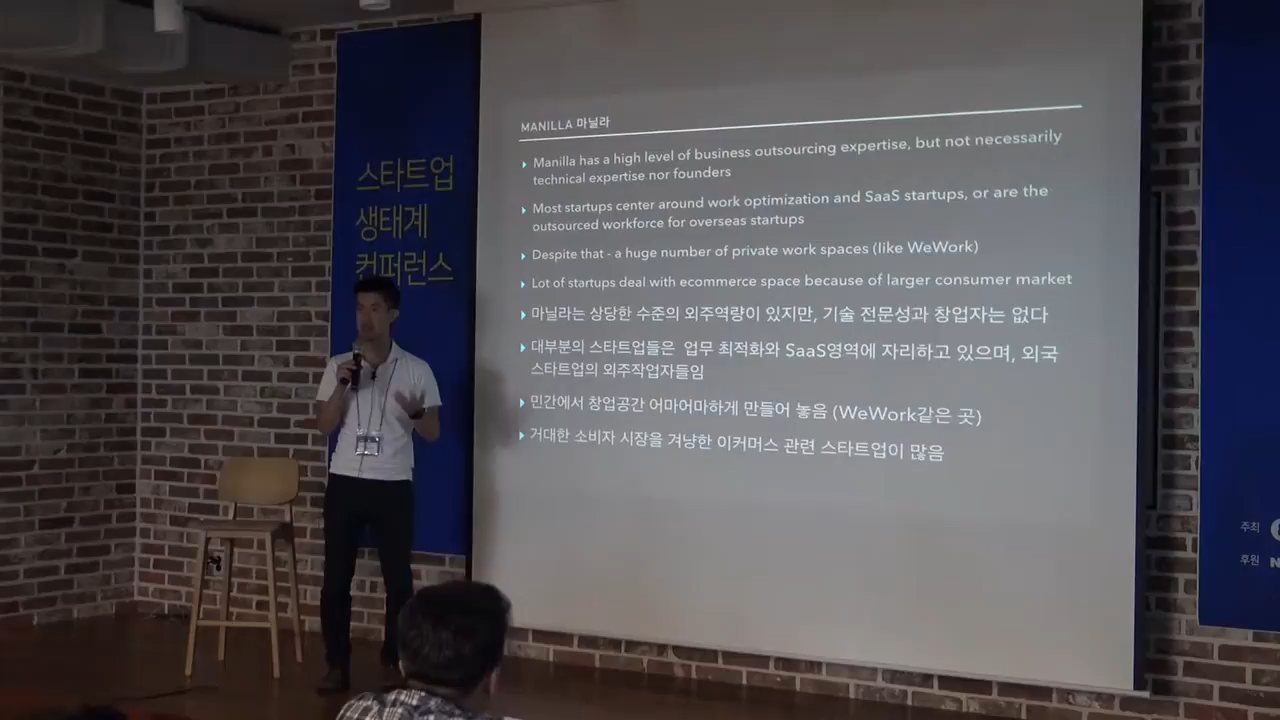 스타트업
생태계
컨퍼런스
MANILLA 마닐라
Manilla has a high level of business outsourcing expertise, but not necessarily
technical expertise nor founders
Most startups center around work optimization and SaaS startups, or are the
outsourced workforce for overseas startups
Despite that - a huge number of private work spaces (like WeWork)
Lot of startups deal with ecommerce space because of larger consumer market
마닐라는 상당한 수준의 외주역량이 있지만, 기술 전문성과 창업자는 없다
대부분의 스타트업들은 업무 최적화와 SaaS영역에 자리하고 있으며, 외국
스타트업의 외주작업자들임
민간에서 창업공간 어마어마하게 만들어 놓음 (WeWork같은 곳)
거대한 소비자 시장을 겨냥한 이커머스 관련 스타트업이 많음
주최
후원